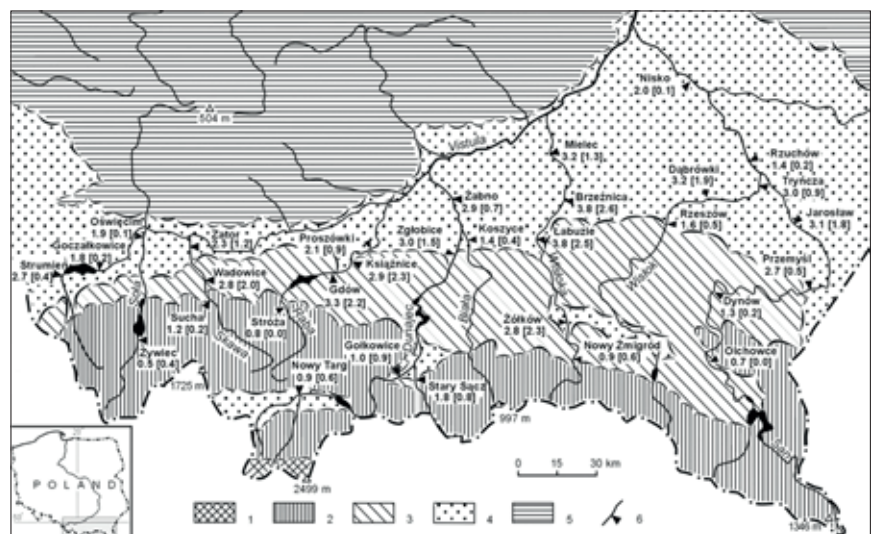 Nisko
2.0 [0.1]
504 m
Vistula
Mielec
3.2 [1.3]
Dąbrówki
3.2 [1.9]
Rzuchów
1.4 [0.2]
Tryńcza
3.0 [0.9]
Żabno
2.9 [0.7]
Brzeźnica
3.8 [2.6]
Rzeszów
1.6 [0.5]
Jarosław
3.1 [1.8]
Oświęcim
1.9 [0.1]
Goczałkowice
1.8 [0.2]
Strumień
2.7 [0.4]
Zator
2.3 [1.2]
Proszówki
2.1 [0.9]
Zgłobice
3.0 [1.5]
Koszyce
1.4 [0.4]
Łabuzie
3.8 [2.5]
Wisłok
Przemyśl
2.7 [0.5]
Książnice
2.9 [2.3]
Wadowice
2.8 [2.0]
Gdów
3.3 [2.2]
Wisłoka
Soła
Sucha
1.2 [0.2]
Stróża
0.8 [0.0]
Raba
Skawa
Dunajec
Biała
Żółków
2.8 [2.3]
Dynów
1.3 [0.2]
Żywiec
0.5 [0.4]
Gołkowice
1.0 [0.9]
Nowy Żmigród
0.9 [0.6]
Olchowce
0.7 [0.0]
Nowy Targ
0.9 [0.6]
Stary Sącz
1.8 [0.8]
1725 m
997 m
San
POLAND
0 15 30 km
2499 m
1346 m
1 2 3 4 5 6